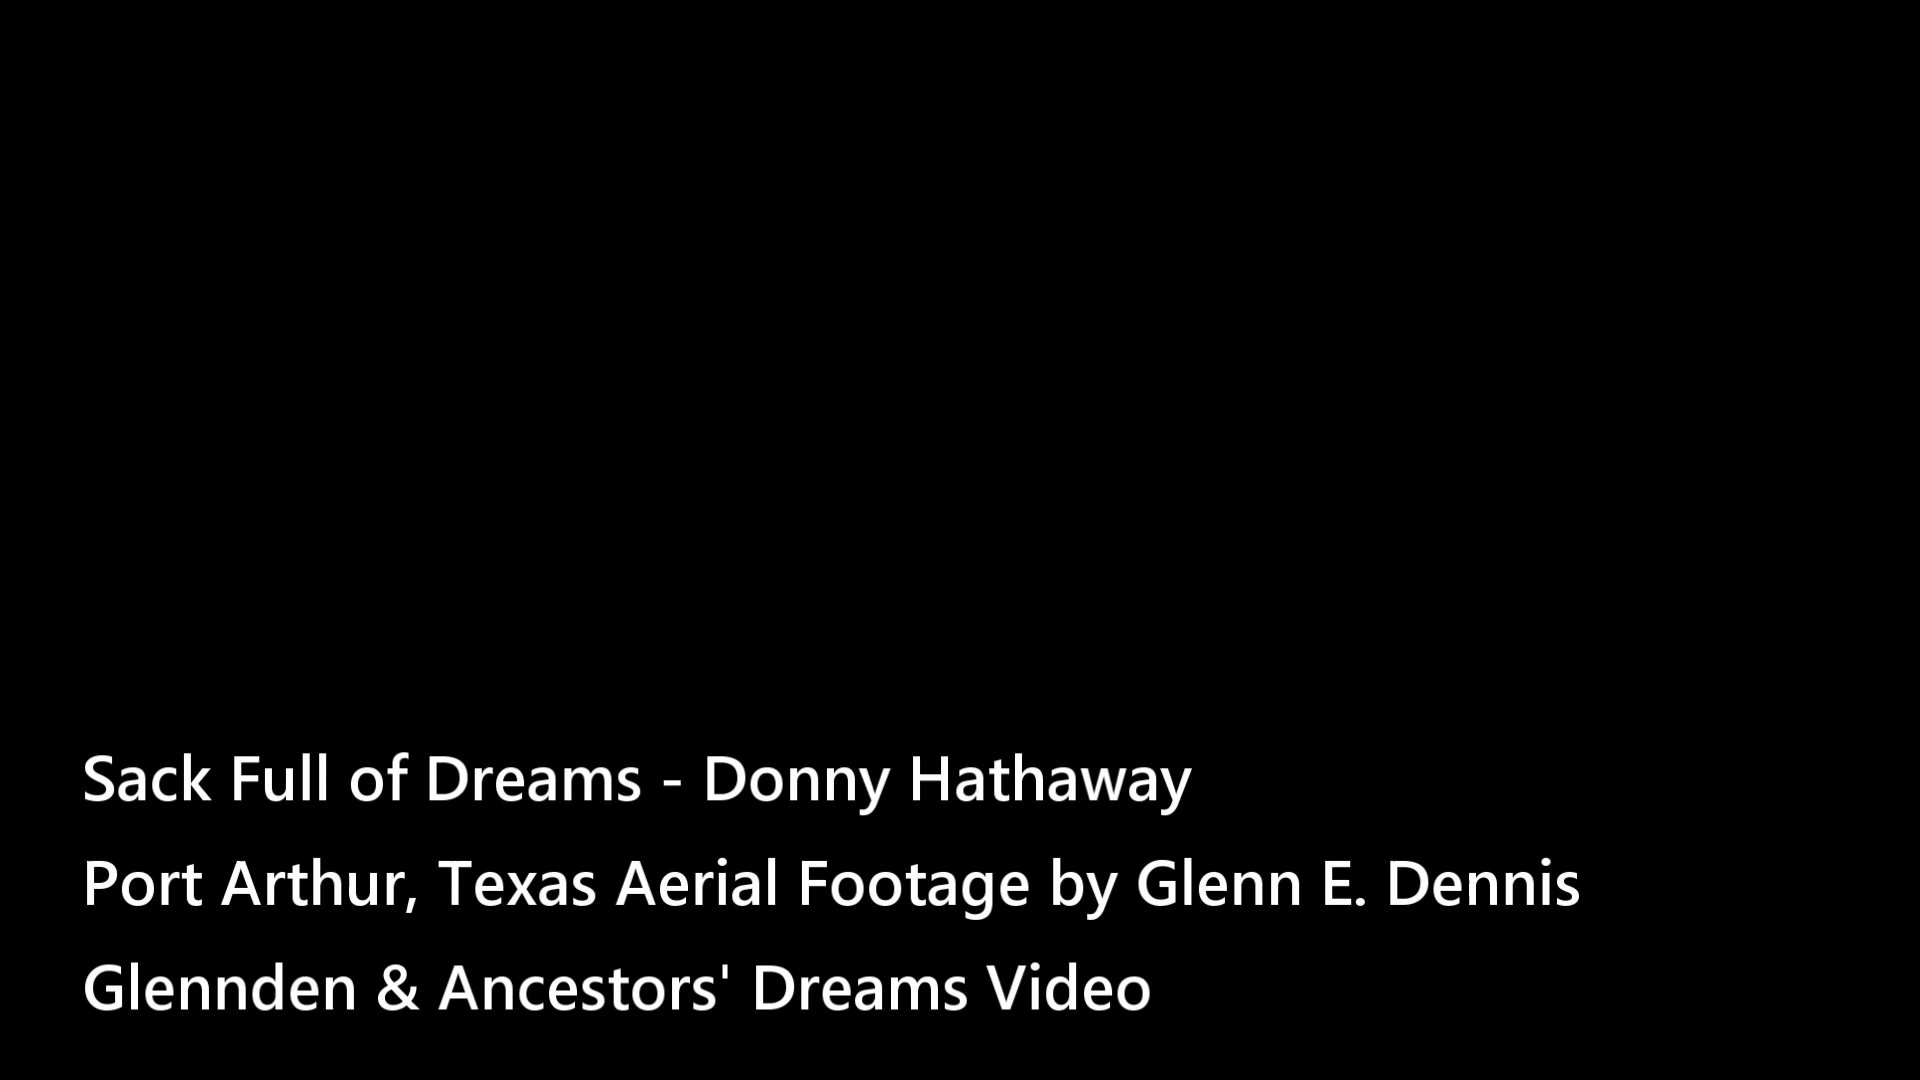 Sack Full of Dreams - Donny Hathaway
Port Arthur, Texas Aerial Footage by Glenn E. Dennis
Glennden & Ancestors' Dreams Video